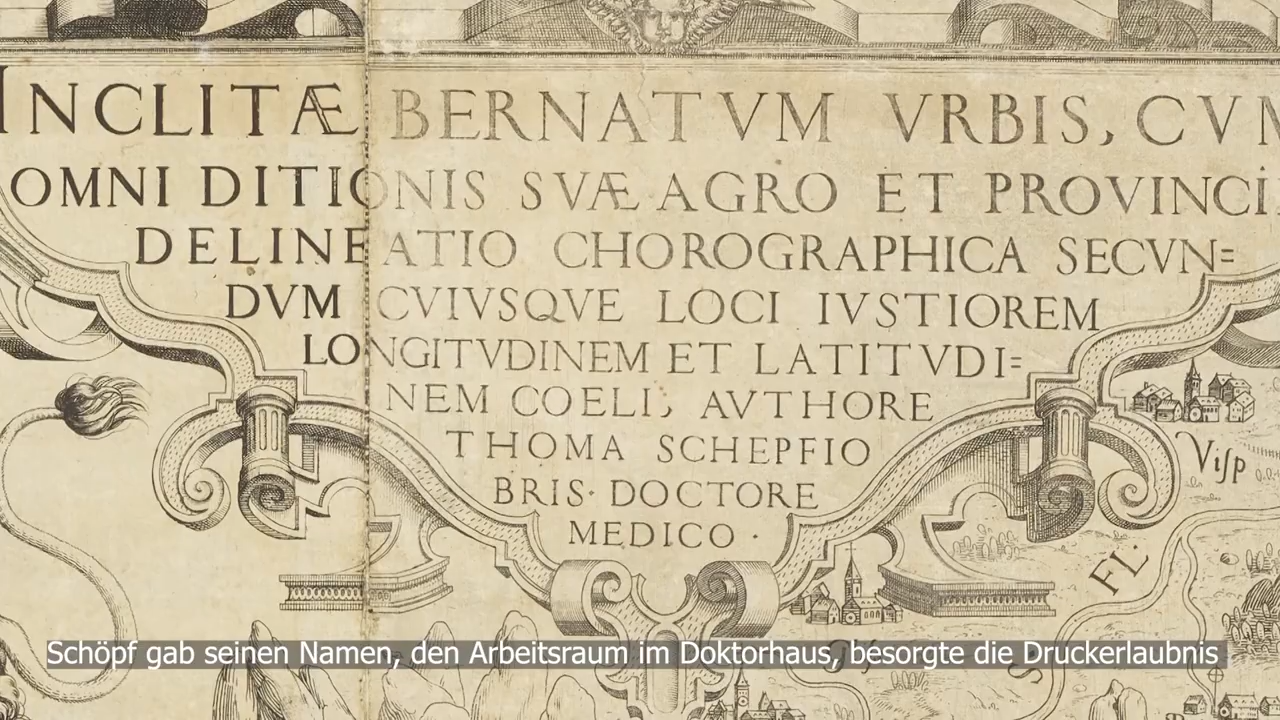 INCLITÆ BERNATVM VRBIS, CVM
OMNI DITIONIS SVÆ AGRO ET PROVINCI
DELINEATIO CHOROGRAPHICA SECVN=
DVM CVIVSQVE LOCI IVSTIOREM
LONGITVDINEM ET LATITVDI=
NEM COELI, AVTHORE
THOMA SCHEPFIO
BRIS· DOCTORE
MEDICO ·
Visp
FL:
Schöpf gab seinen Namen, den Arbeitsraum im Doktorhaus, besorgte die Druckerlaubnis